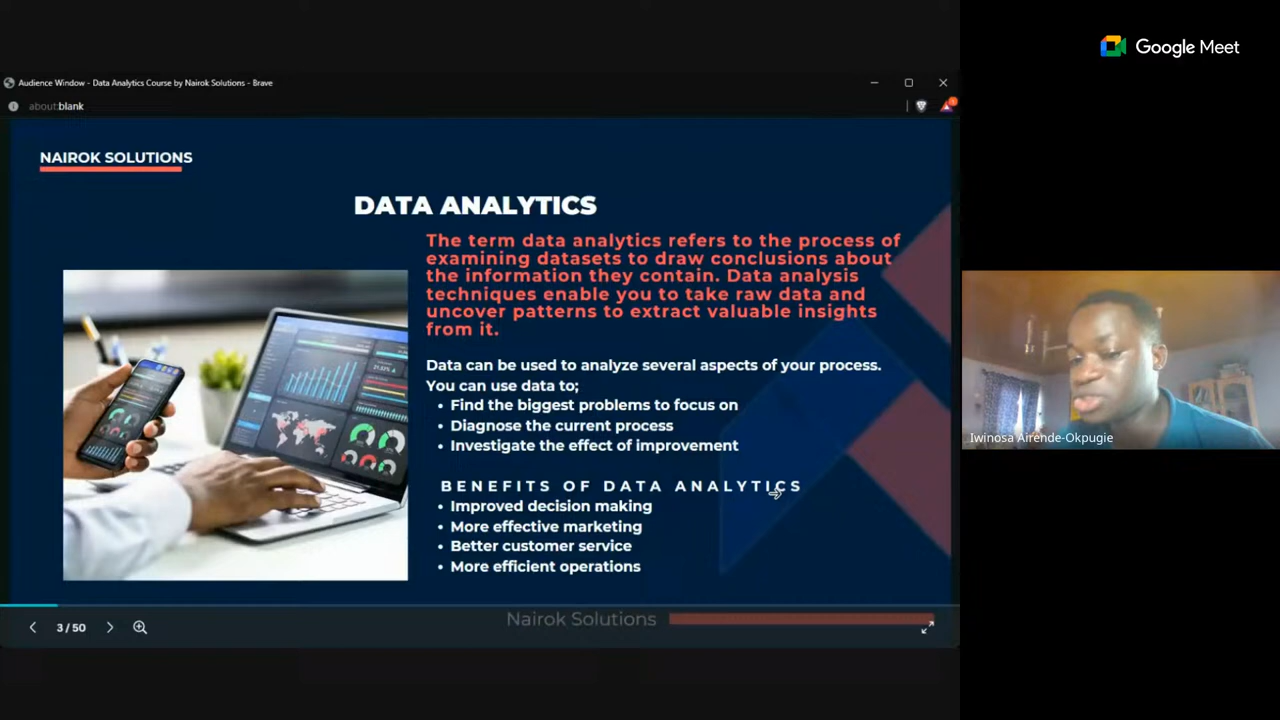 Google Meet
Audience Window - Data Analytics Course by Nairok Solutions - Brave
about:blank
NAIROK SOLUTIONS
DATA ANALYTICS
The term data analytics refers to the process of
examining datasets to draw conclusions about
the information they contain. Data analysis
techniques enable you to take raw data and
uncover patterns to extract valuable insights
from it.
Data can be used to analyze several aspects of your process.
You can use data to;
• Find the biggest problems to focus on
• Diagnose the current process
• Investigate the effect of improvement
BENEFITS OF DATA ANALYTICS
• Improved decision making
• More effective marketing
• Better customer service
• More efficient operations
Nairok Solutions
3 / 50
Iwinosa Airende-Okpugie